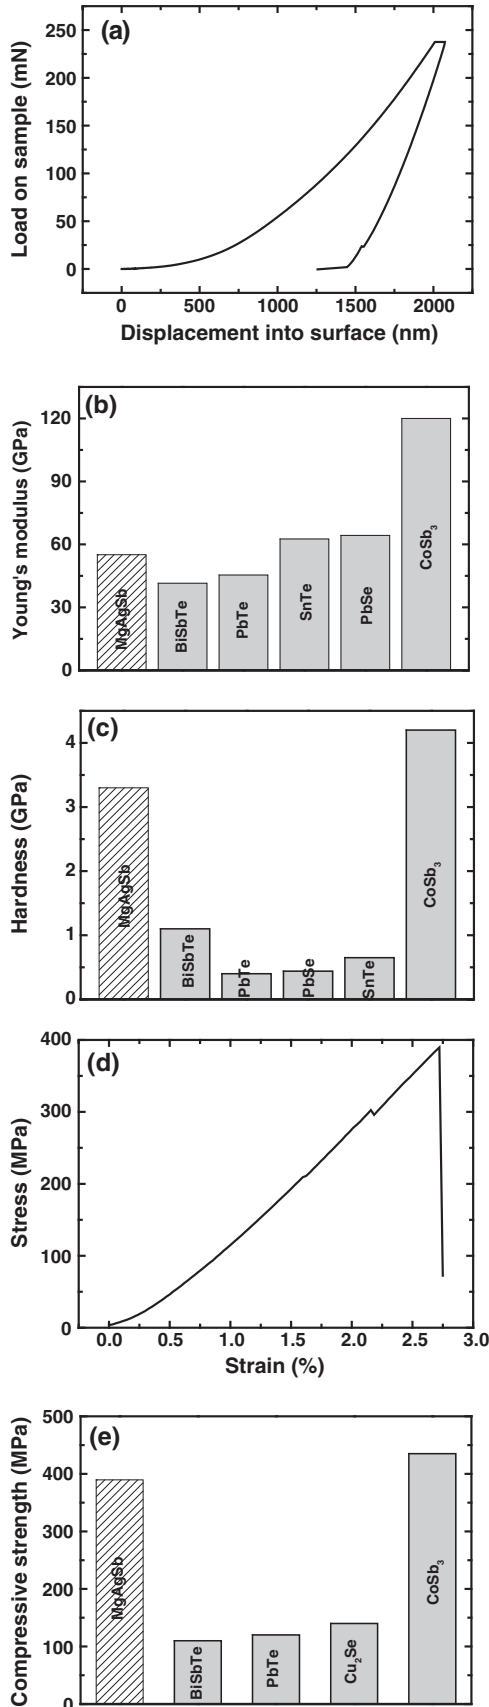 (a)
250
200
150
100
50
0
Load on sample (mN)
0 500 1000 1500 2000
Displacement into surface (nm)
(b)
120
90
60
30
0
Young's modulus (GPa)
MgAgSb BiSbTe PbTe SnTe PbSe CoSb₃
(c)
4
3
2
1
0
Hardness (GPa)
MgAgSb BiSbTe PbTe PbSe SnTe CoSb₃
(d)
400
300
200
100
0
Stress (MPa)
0.0 0.5 1.0 1.5 2.0 2.5 3.0
Strain (%)
(e)
500
400
300
200
100
0
Compressive strength (MPa)
MgAgSb BiSbTe PbTe Cu₂Se CoSb₃